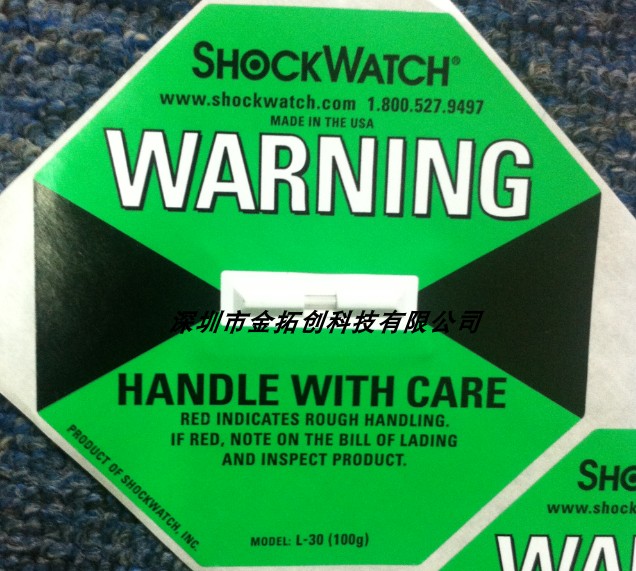 SHOCKWATCH®
www.shockwatch.com 1.800.527.9497
MADE IN THE USA
WARNING
深圳市金拓创科技有限公司
HANDLE WITH CARE
RED INDICATES ROUGH HANDLING.
IF RED, NOTE ON THE BILL OF LADING
AND INSPECT PRODUCT.
PRODUCT OF SHOCKWATCH, INC.
MODEL: L-30 (100g)
SHO
www.shock
WA